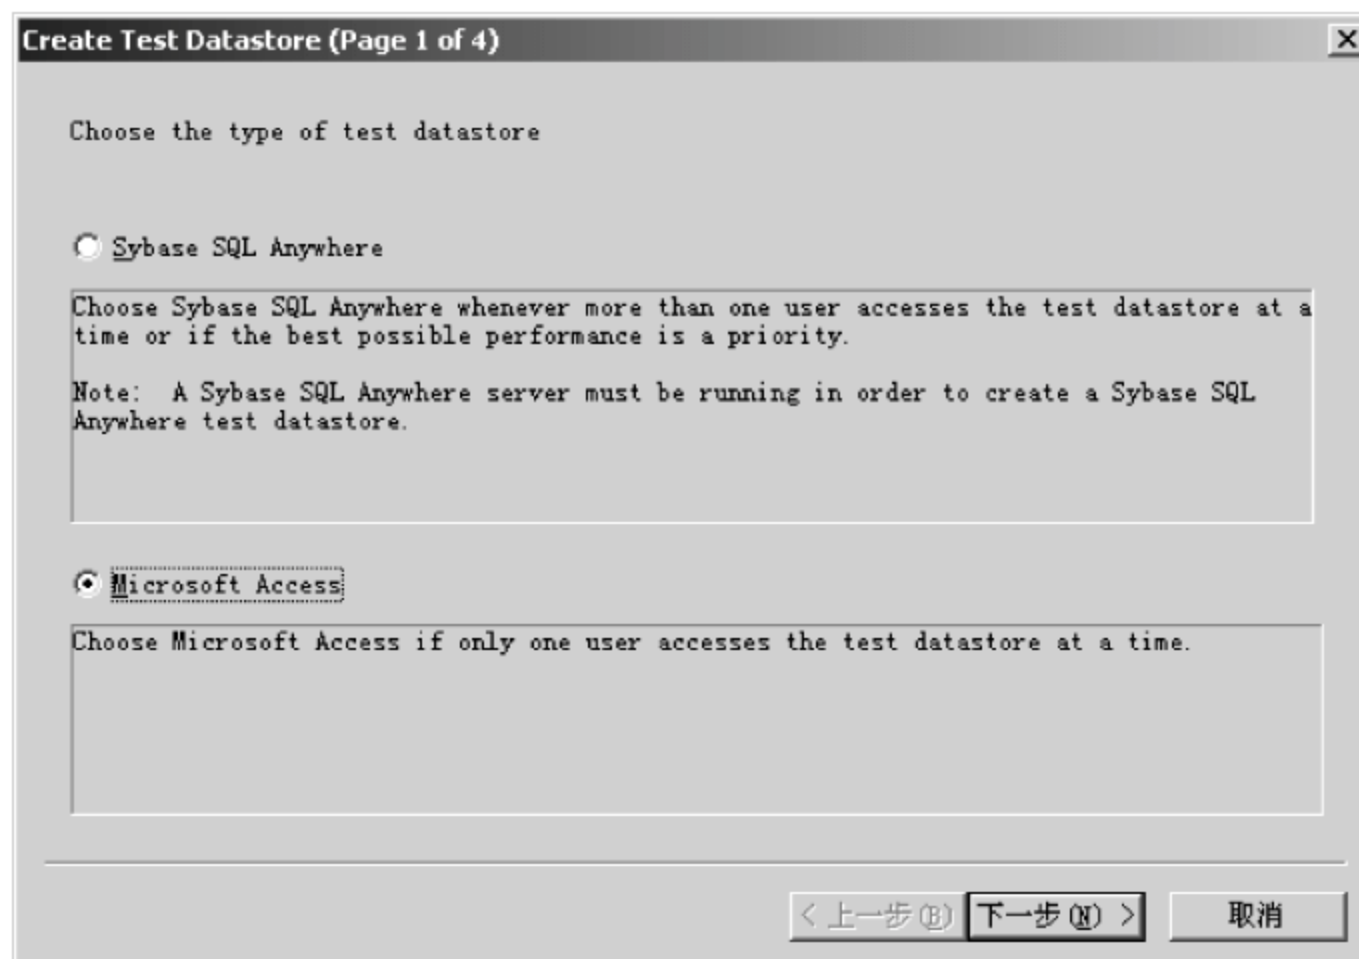 Create Test Datastore (Page 1 of 4)
Choose the type of test datastore
Sybase SQL Anywhere
Choose Sybase SQL Anywhere whenever more than one user accesses the test datastore at a
time or if the best possible performance is a priority.
Note:  A Sybase SQL Anywhere server must be running in order to create a Sybase SQL
Anywhere test datastore.
Microsoft Access
Choose Microsoft Access if only one user accesses the test datastore at a time.
< 上一步(B) 下一步(N) > 取消